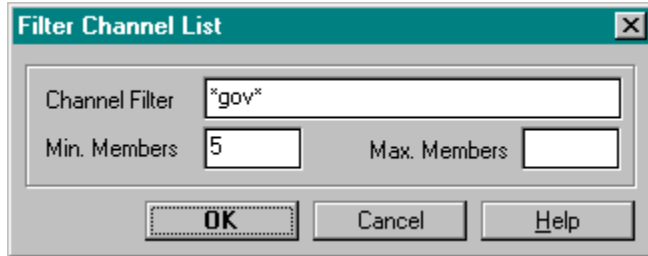 Filter Channel List
Channel Filter *gov*
Min. Members 5 Max. Members
OK Cancel Help